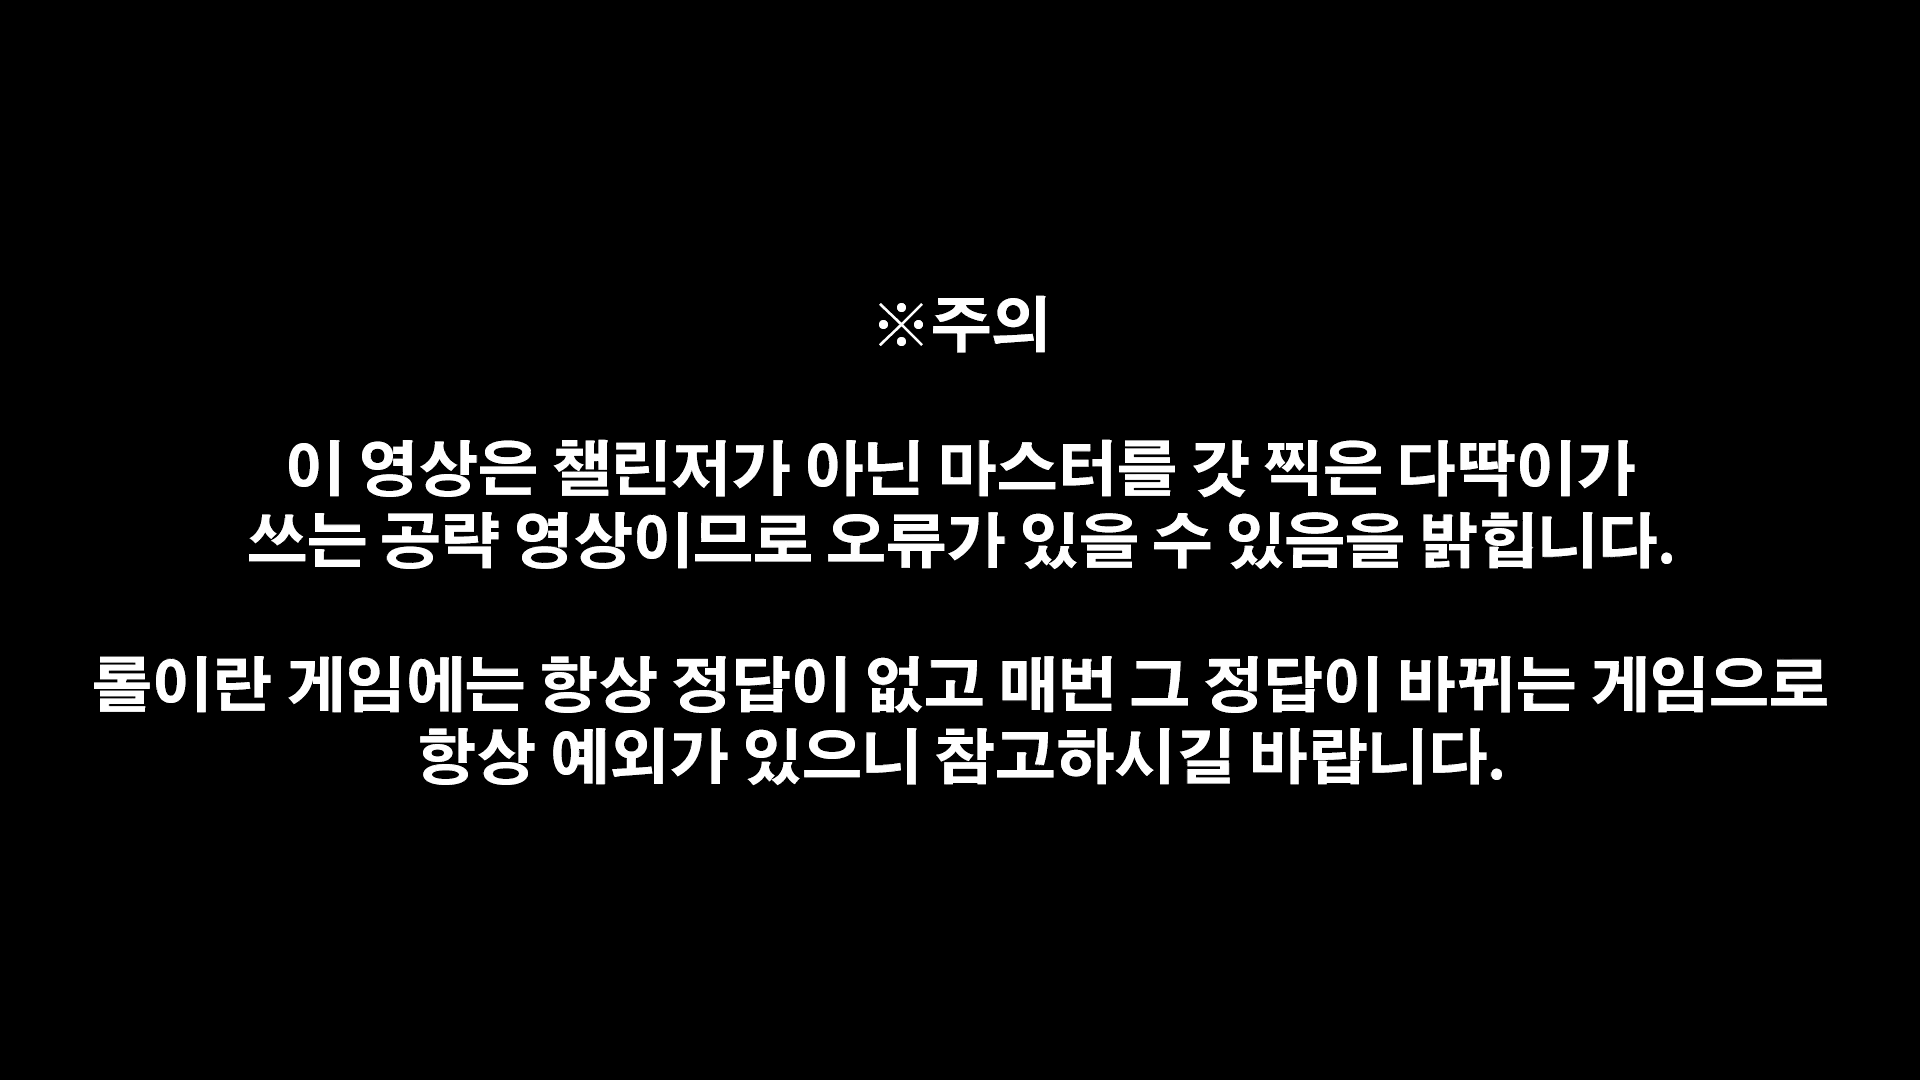 ※주의
이 영상은 챌린저가 아닌 마스터를 갓 찍은 다딱이가
쓰는 공략 영상이므로 오류가 있을 수 있음을 밝힙니다.
롤이란 게임에는 항상 정답이 없고 매번 그 정답이 바뀌는 게임으로
항상 예외가 있으니 참고하시길 바랍니다.